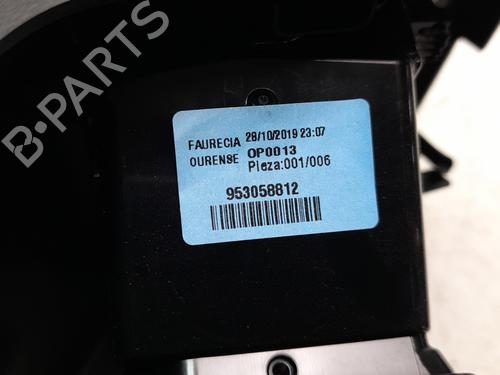 B-PARTS
FAURECIA 28/10/2019 23:07
OURENSE OP0013
Pieza:001/006
953058812